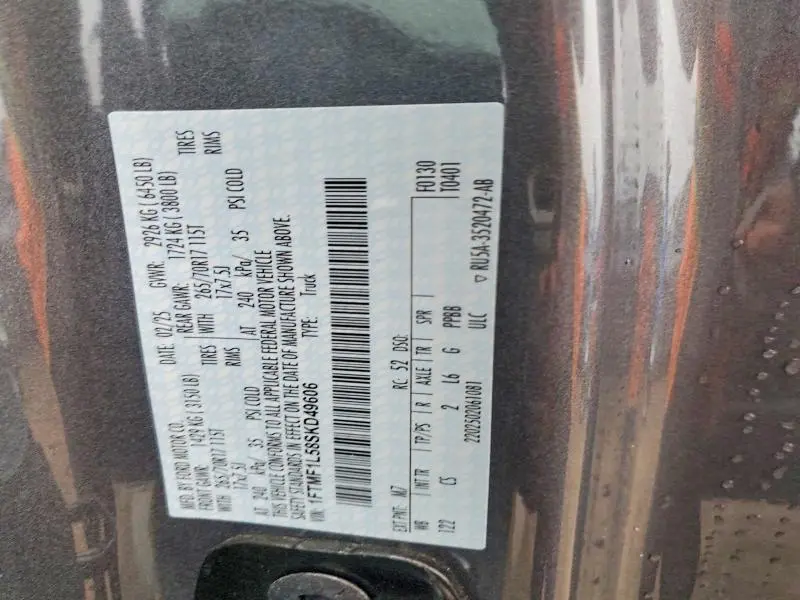 MFD. BY FORD MOTOR CO.
DATE: 02/25 GVWR: 2926 KG (6450 LB)
FRONT GAWR: 1429 KG (3150 LB) REAR GAWR: 1724 KG (3800 LB)
WITH 265/70R17 115T TIRES WITH 265/70R17 115T TIRES
17x7.5J RIMS 17x7.5J RIMS
AT 240 kPa/ 35 PSI COLD AT 240 kPa/ 35 PSI COLD
THIS VEHICLE CONFORMS TO ALL APPLICABLE FEDERAL MOTOR VEHICLE
SAFETY STANDARDS IN EFFECT ON THE DATE OF MANUFACTURE SHOWN ABOVE.
VIN: 1FTMF1L58SKD49606 TYPE: Truck
EXT PNT: M7 RC: 52 DSO: F0130
WB INT TR TP/PS R AXLE TR SPR T0401
122 CS 2 L6 G PPBB
2202502061087 ULC ▽ RU5A-3520472-AB